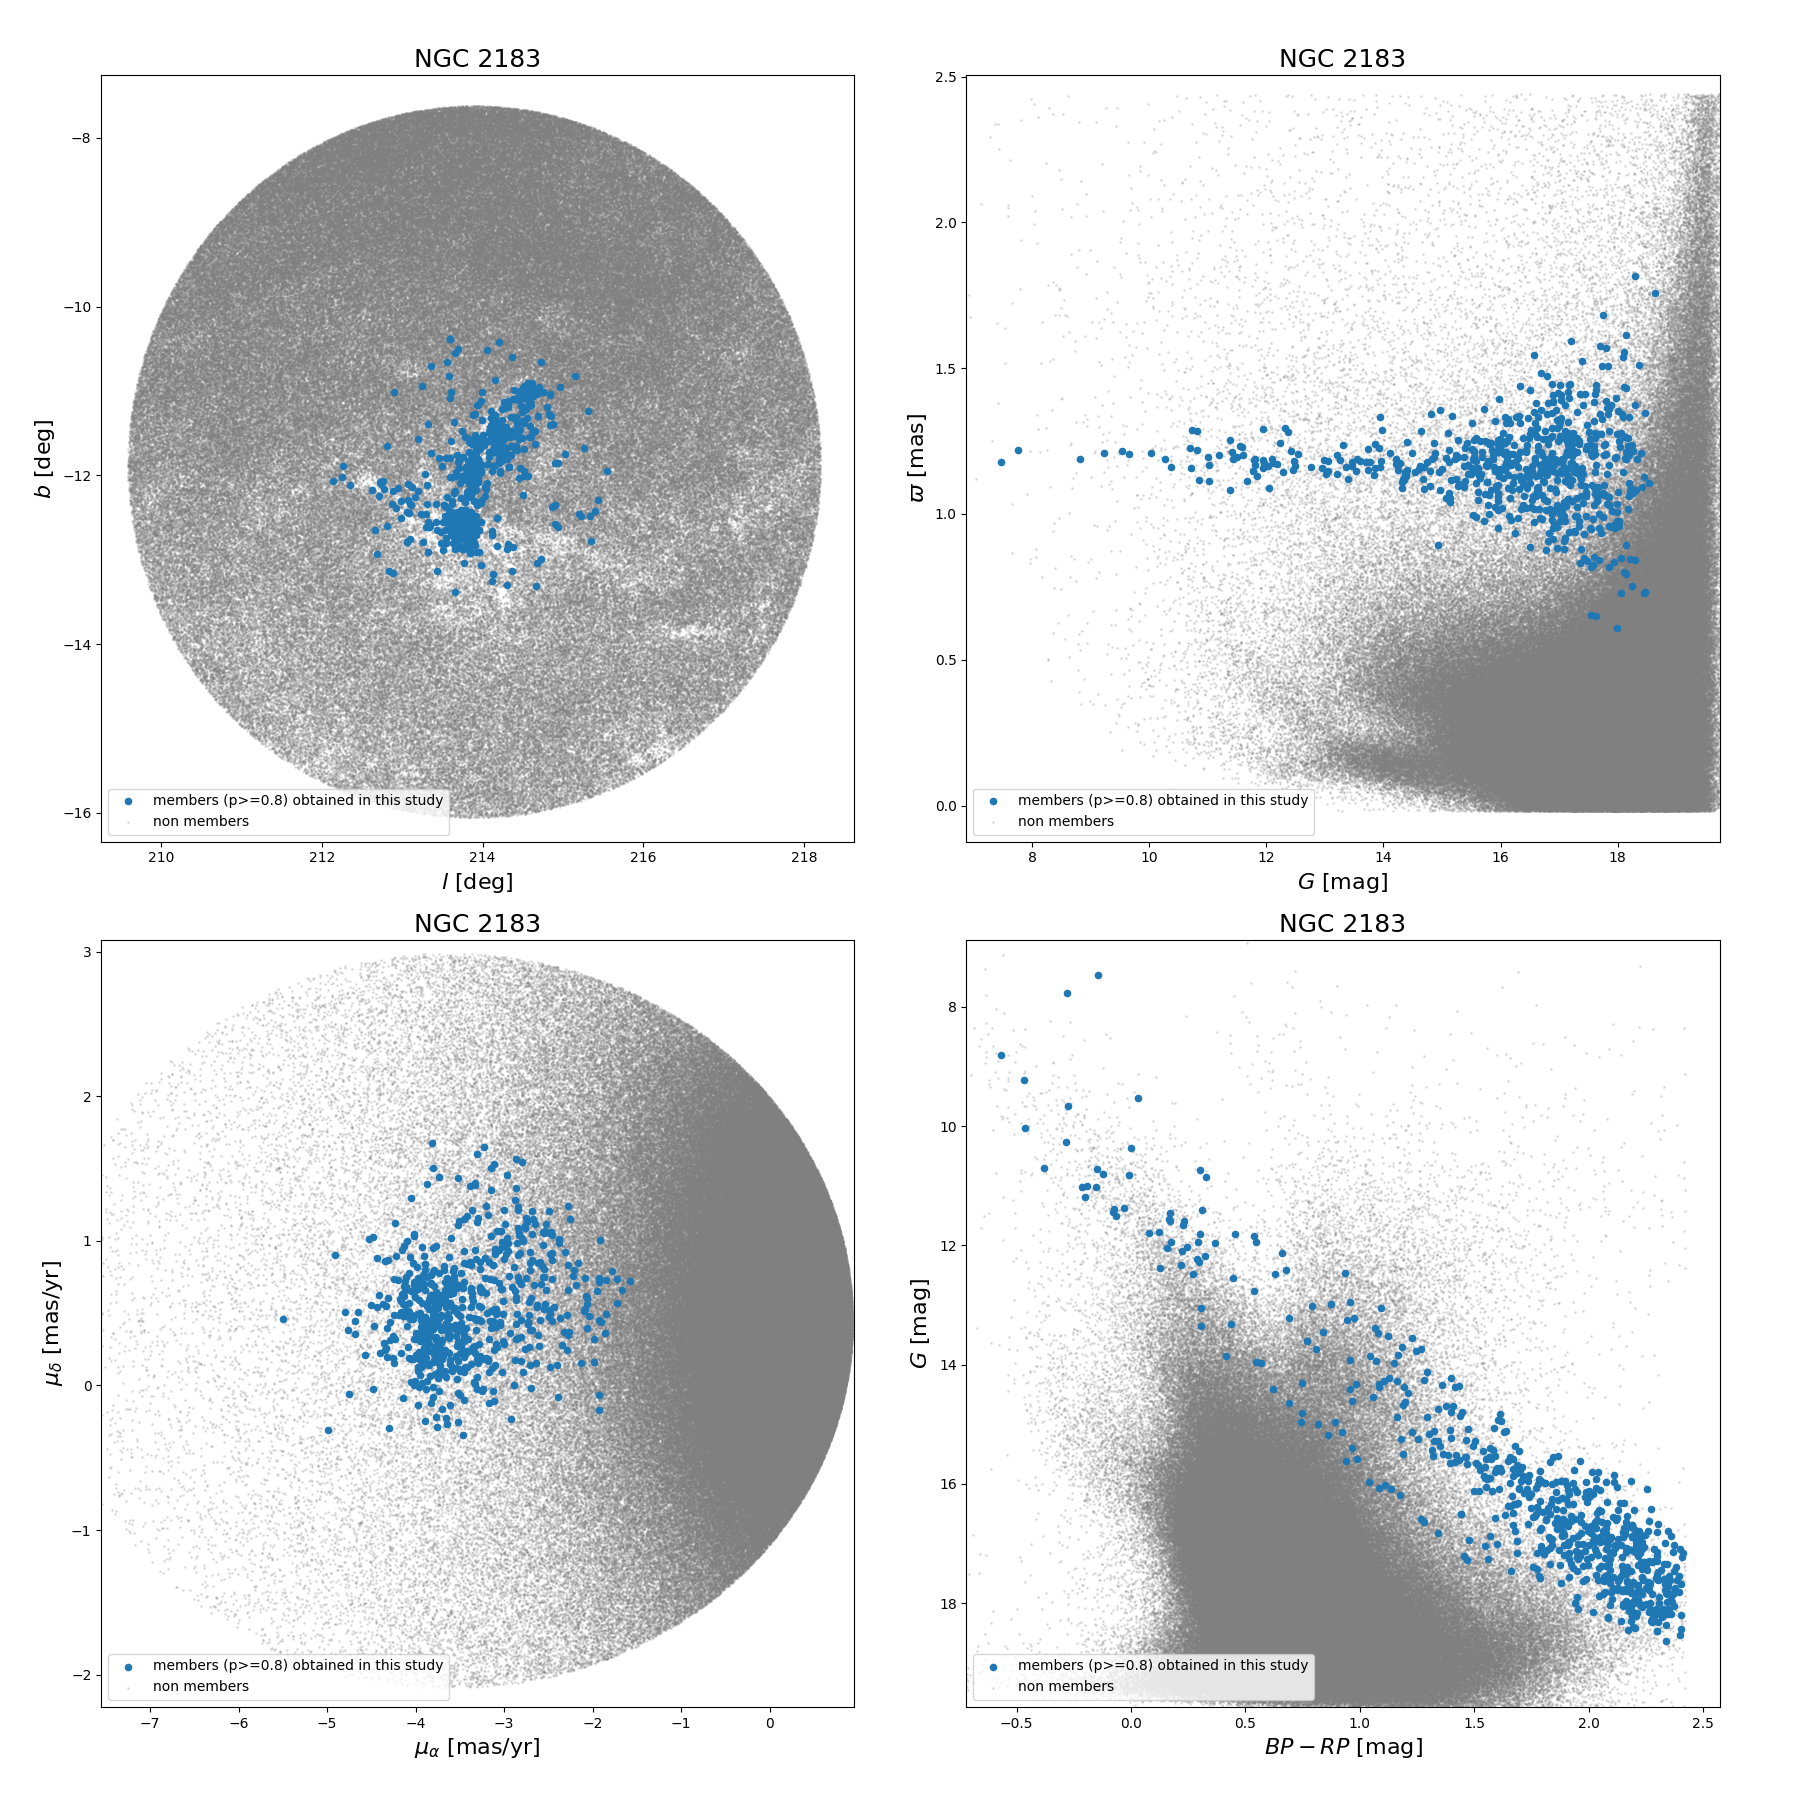 NGC 2183
−8
−10
−12
−14
−16
b [deg]
210 212 214 216 218
l [deg]
members (p>=0.8) obtained in this study
non members
NGC 2183
2.5
2.0
1.5
1.0
0.5
0.0
ϖ [mas]
8 10 12 14 16 18
G [mag]
members (p>=0.8) obtained in this study
non members
NGC 2183
3
2
1
0
−1
−2
μδ [mas/yr]
−7 −6 −5 −4 −3 −2 −1 0
μα [mas/yr]
members (p>=0.8) obtained in this study
non members
NGC 2183
8
10
12
14
16
18
G [mag]
−0.5 0.0 0.5 1.0 1.5 2.0 2.5
BP − RP [mag]
members (p>=0.8) obtained in this study
non members